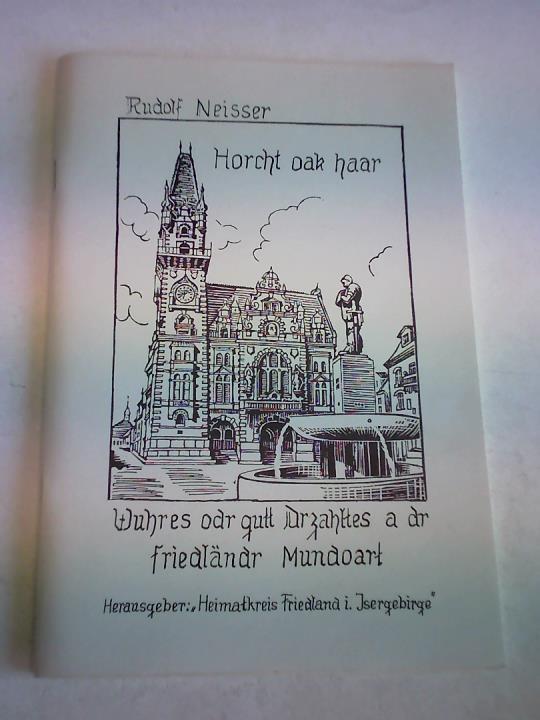 Rudolf Neisser
Horcht oak haar
Wuhres odr gutt Drzahltes a dr
Friedländr Mundoart
Herausgeber: „Heimatkreis Friedland i. Isergebirge"